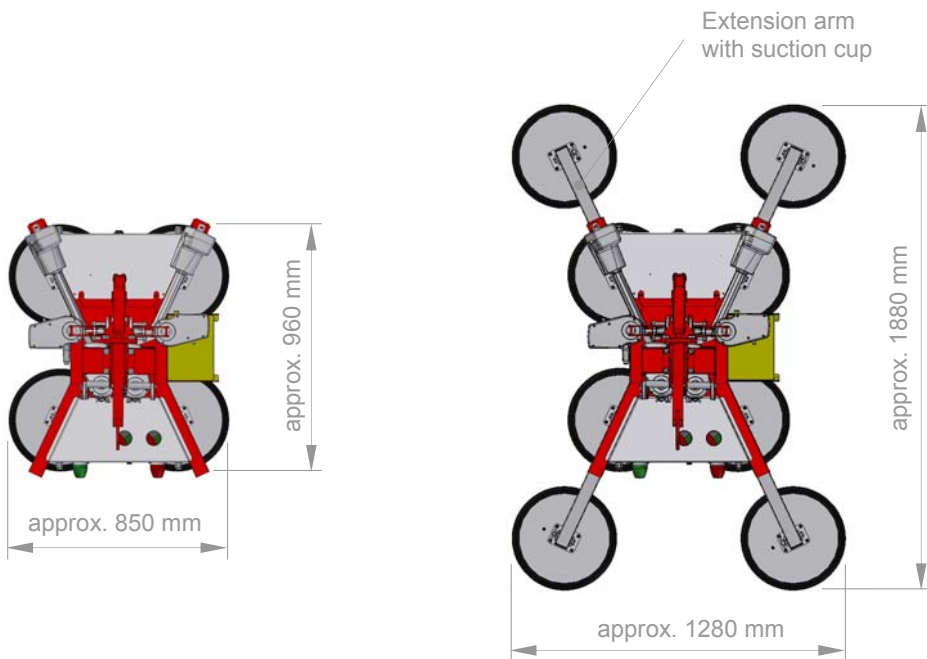 Extension arm
with suction cup
approx. 960 mm
approx. 850 mm
approx. 1880 mm
approx. 1280 mm